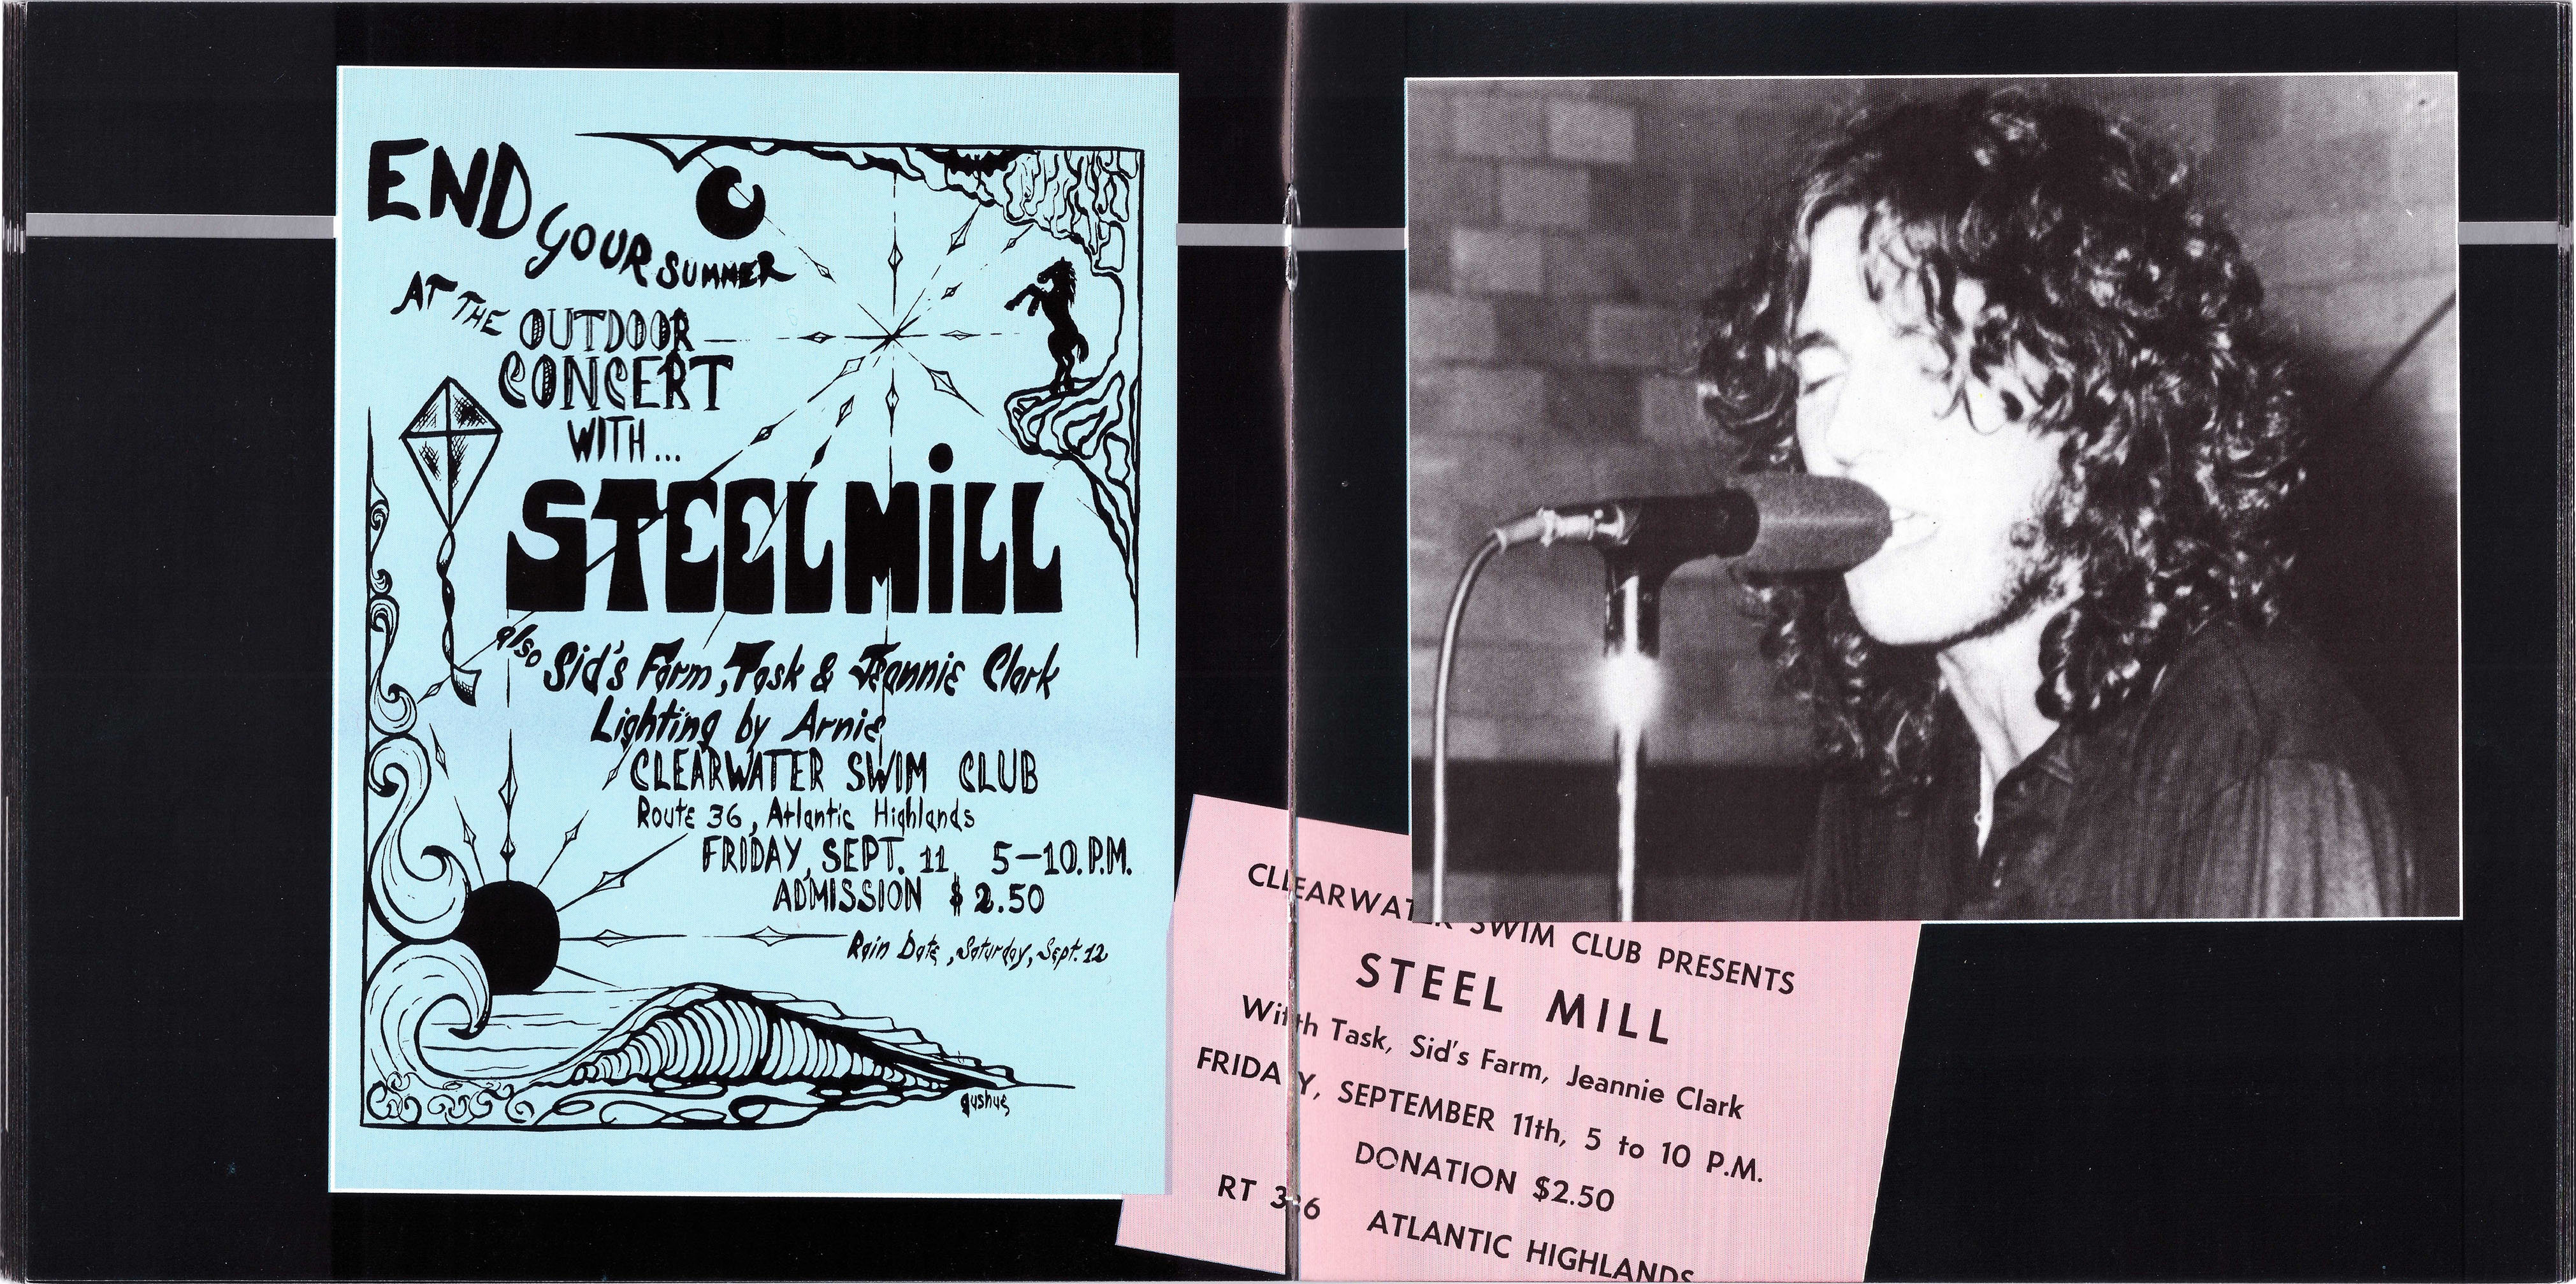 END YOUR SUMMER
AT THE OUTDOOR
CONCERT
WITH...
STEEL MiLL
also Sid's Farm, Task & Jeannie Clark
Lighting by Arnie
CLEARWATER SWIM CLUB
Route 36, Atlantic Highlands
FRIDAY, SEPT. 11 5-10.P.M.
ADMISSION $2.50
Rain Date, Saturday, Sept. 12
gushue
CLEARWATER SWIM CLUB PRESENTS
STEEL MILL
With Task, Sid's Farm, Jeannie Clark
FRIDAY, SEPTEMBER 11th, 5 to 10 P.M.
DONATION $2.50
RT 36 ATLANTIC HIGHLANDS